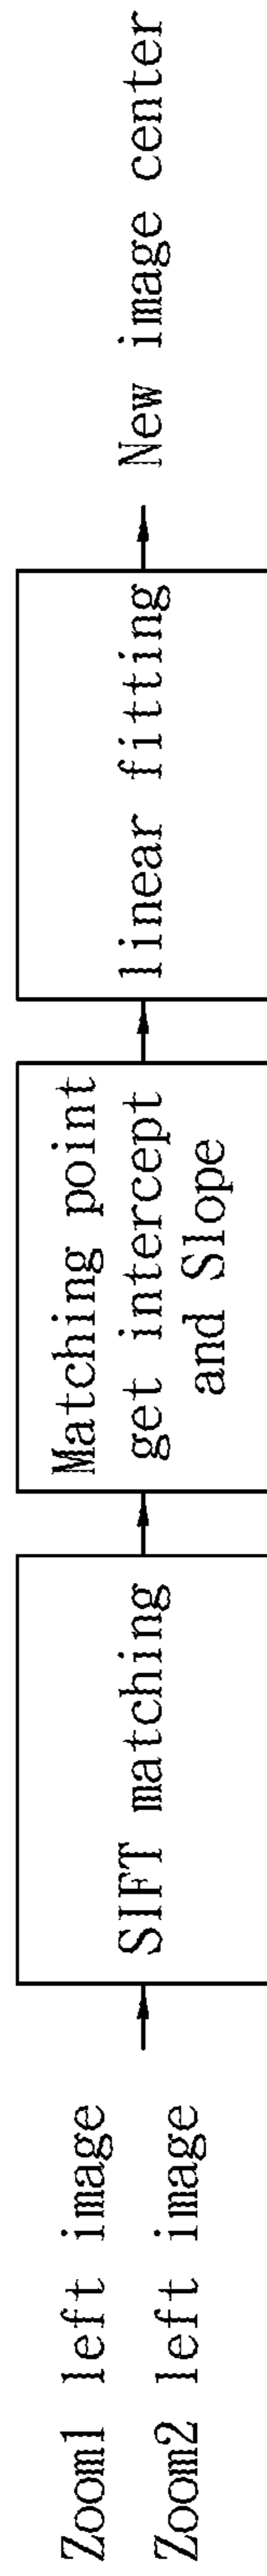 Zoom1 left image
Zoom2 left image
SIFT matching
Matching point
get intercept
and Slope
linear fitting
New image center